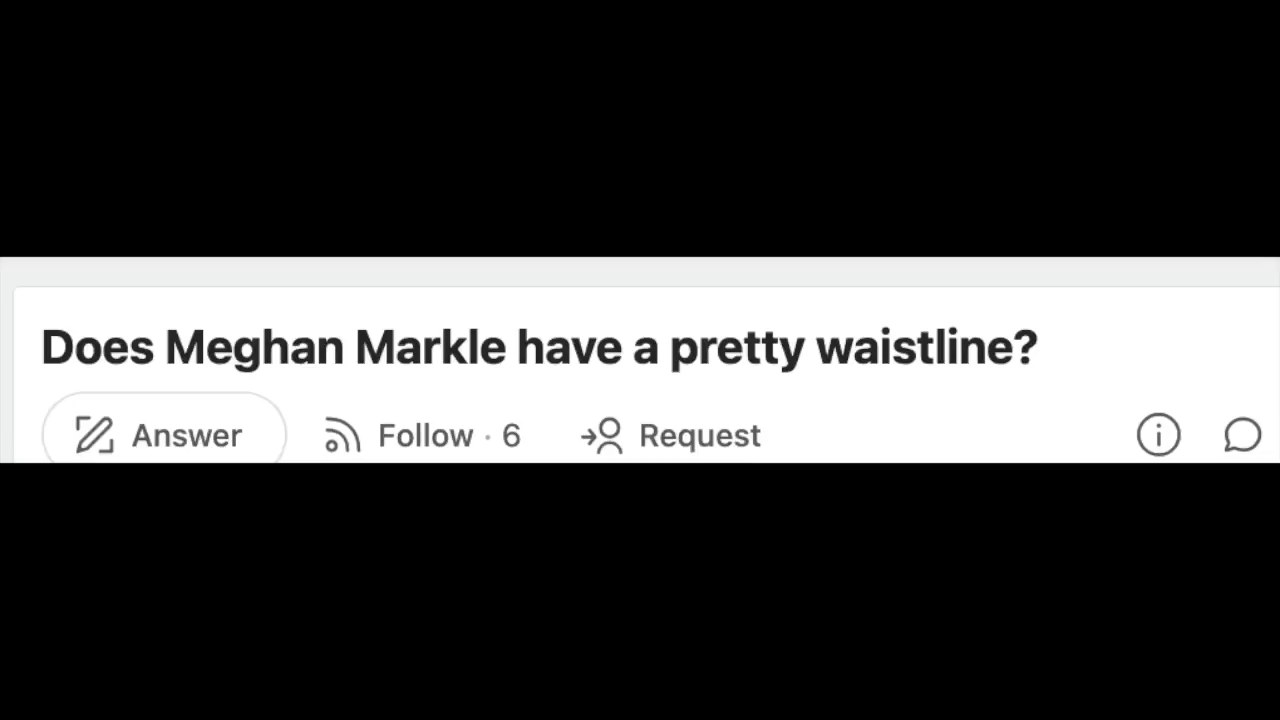 Does Meghan Markle have a pretty waistline?
Answer Follow · 6 Request